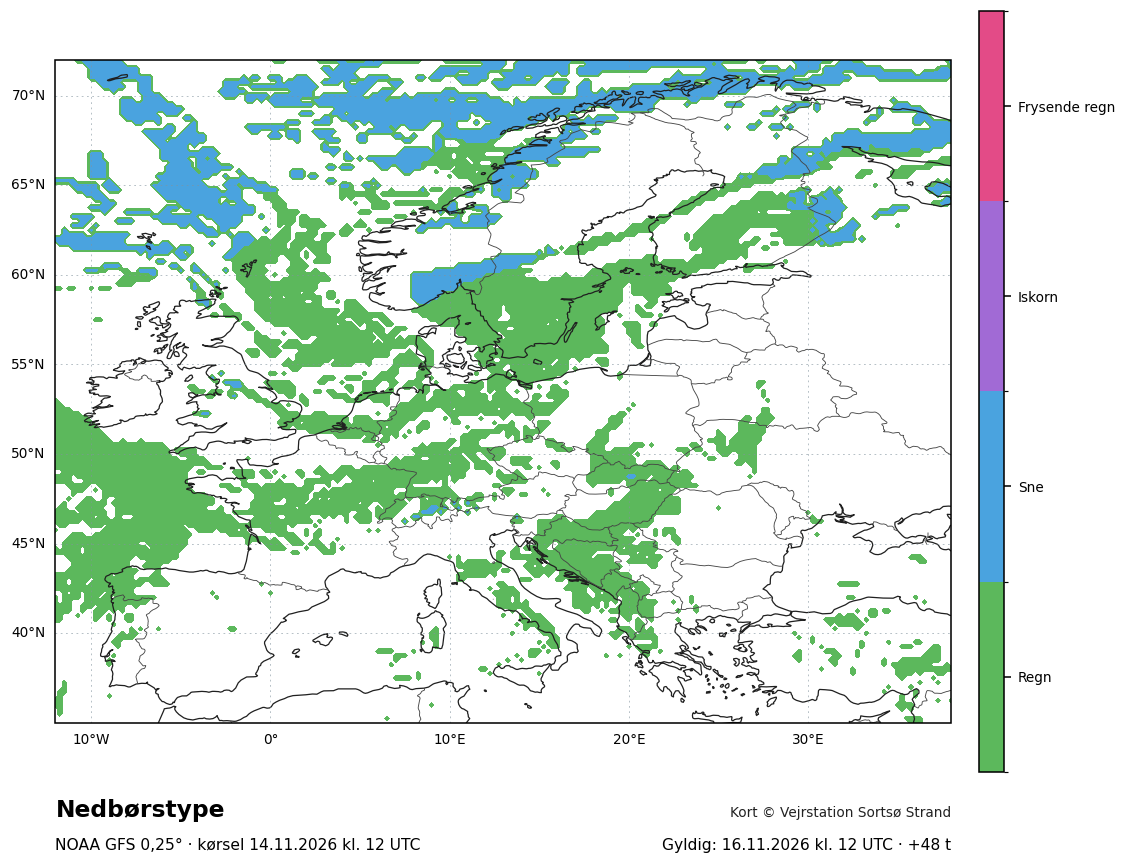 Frysende regn
Iskorn
Sne
Regn
70°N
65°N
60°N
55°N
50°N
45°N
40°N
10°W
0°
10°E
20°E
30°E
Nedbørstype
Kort © Vejrstation Sortsø Strand
NOAA GFS 0,25° · kørsel 14.11.2026 kl. 12 UTC
Gyldig: 16.11.2026 kl. 12 UTC · +48 t